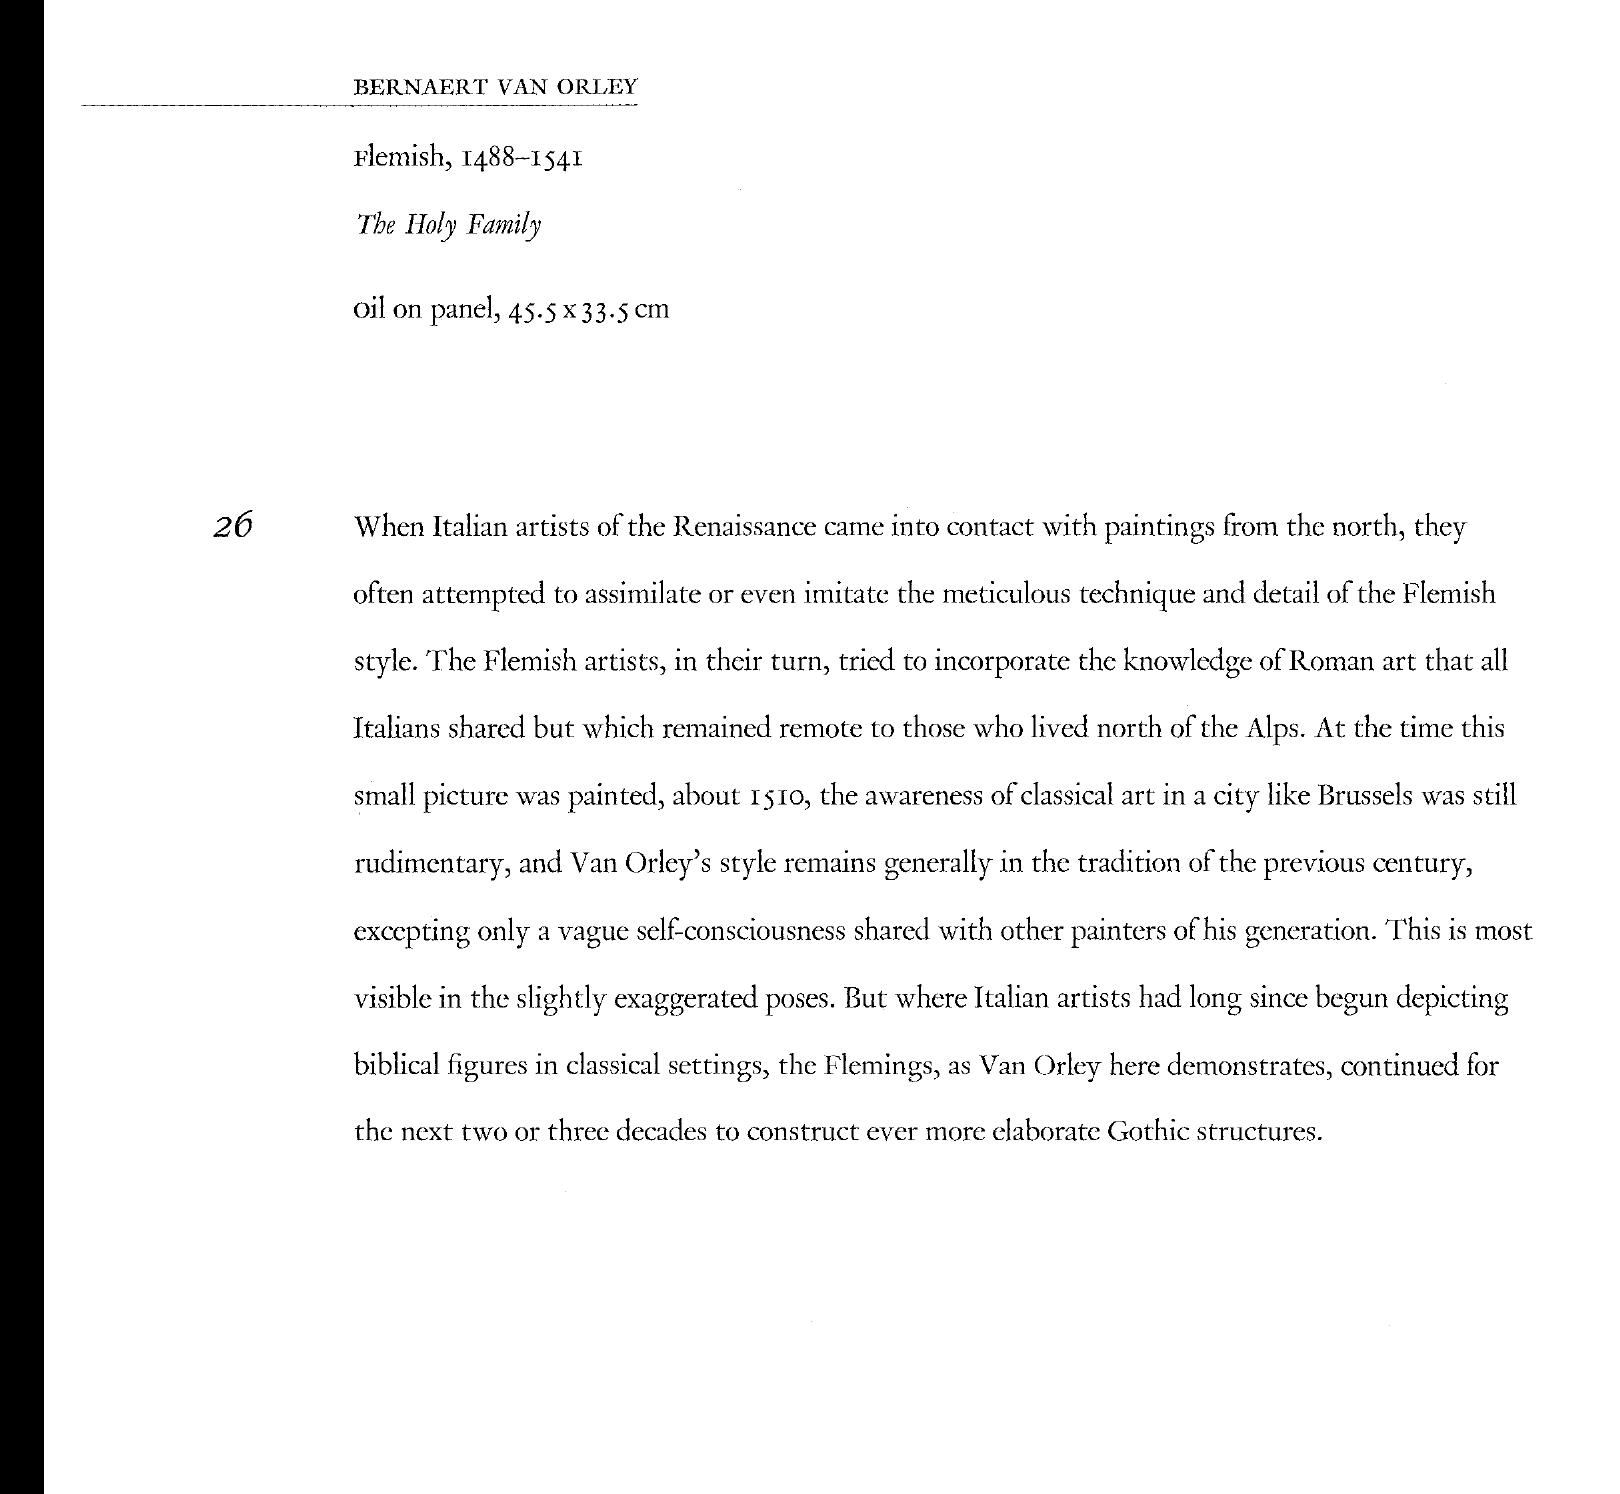 BERNAERT VAN ORLEY
Flemish, 1488–1541
The Holy Family
Oil on panel, 45.5 x 33.5 cm
26
When Italian artists of the Renaissance came into contact with paintings from the north, they
often attempted to assimilate or even imitate the meticulous technique and detail of the Flemish
style. The Flemish artists, in their turn, tried to incorporate the knowledge of Roman art that all
Italians shared but which remained remote to those who lived north of the Alps. At the time this
small picture was painted, about 1510, the awareness of classical art in a city like Brussels was still
rudimentary, and Van Orley’s style remains generally in the tradition of the previous century,
excepting only a vague self-consciousness shared with other painters of his generation. This is most
visible in the slightly exaggerated poses. But where Italian artists had long since begun depicting
biblical figures in classical settings, the Flemings, as Van Orley here demonstrates, continued for
the next two or three decades to construct ever more elaborate Gothic structures.